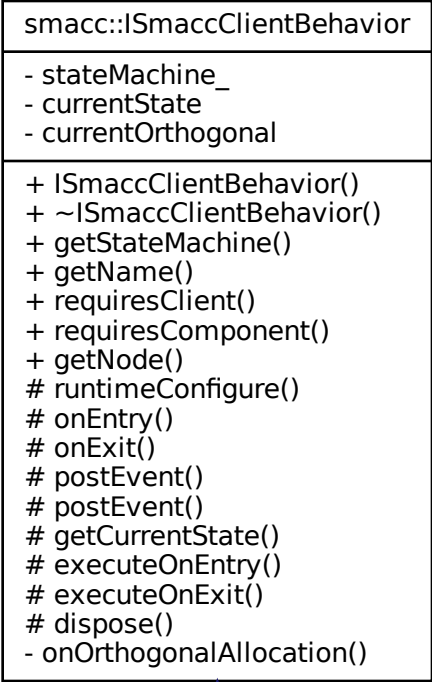 smacc::ISmaccClientBehavior
- stateMachine_
- currentState
- currentOrthogonal
+ ISmaccClientBehavior()
+ ~ISmaccClientBehavior()
+ getStateMachine()
+ getName()
+ requiresClient()
+ requiresComponent()
+ getNode()
# runtimeConfigure()
# onEntry()
# onExit()
# postEvent()
# postEvent()
# getCurrentState()
# executeOnEntry()
# executeOnExit()
# dispose()
- onOrthogonalAllocation()